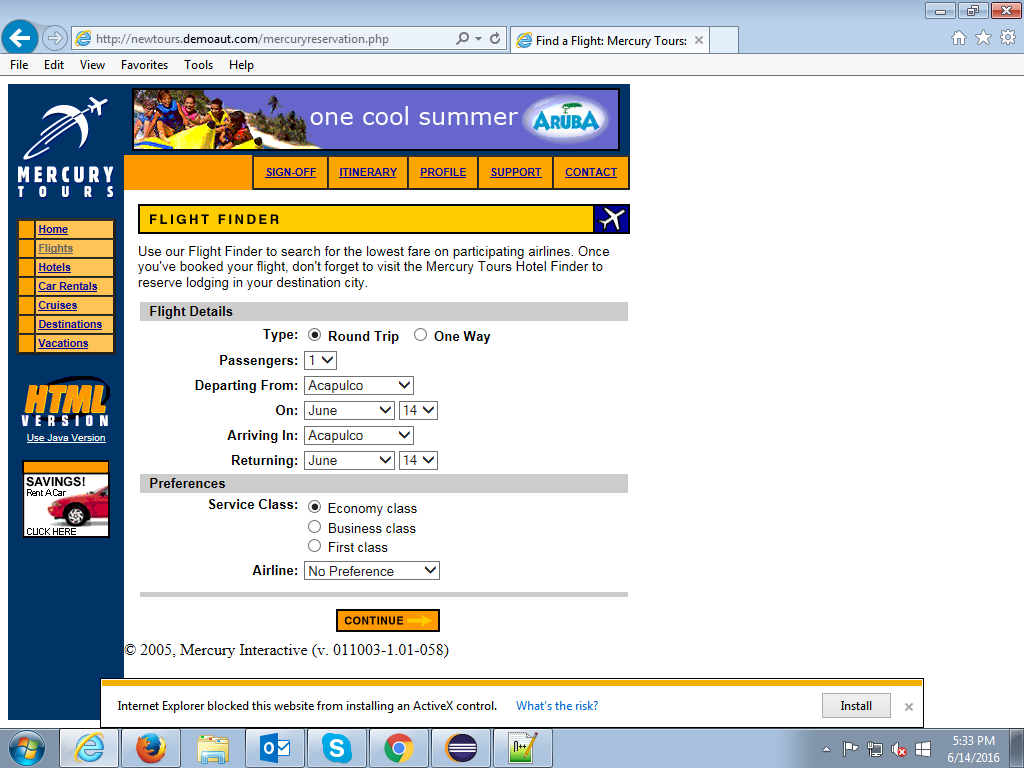 http://newtours.demoaut.com/mercuryreservation.php
Find a Flight: Mercury Tours:
File Edit View Favorites Tools Help
one cool summer ARUBA
MERCURY
TOURS
SIGN-OFF ITINERARY PROFILE SUPPORT CONTACT
Home
Flights
Hotels
Car Rentals
Cruises
Destinations
Vacations
HTML
VERSION
Use Java Version
SAVINGS!
Rent A Car
CLICK HERE
FLIGHT FINDER
Use our Flight Finder to search for the lowest fare on participating airlines. Once
you've booked your flight, don't forget to visit the Mercury Tours Hotel Finder to
reserve lodging in your destination city.
Flight Details
Type: Round Trip One Way
Passengers: 1
Departing From: Acapulco
On: June 14
Arriving In: Acapulco
Returning: June 14
Preferences
Service Class: Economy class
Business class
First class
Airline: No Preference
CONTINUE
© 2005, Mercury Interactive (v. 011003-1.01-058)
Internet Explorer blocked this website from installing an ActiveX control. What's the risk? Install
5:33 PM
6/14/2016